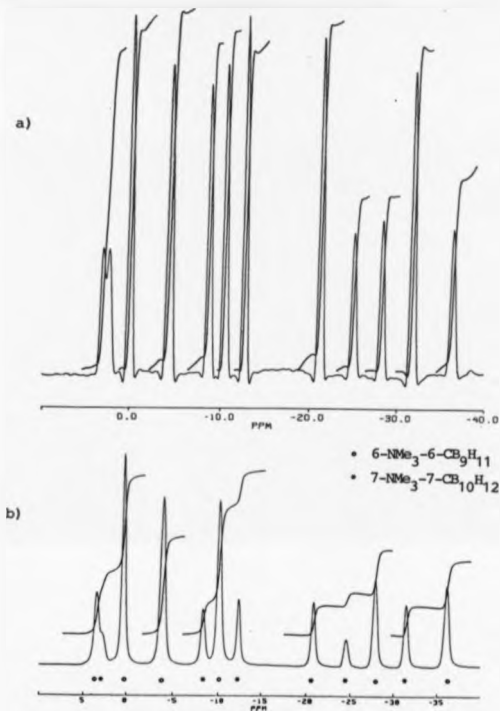 a)
0.0 -10.0 -20.0 -30.0 -40.0
PPM
• 6-NMe₃-6-CB₉H₁₁
* 7-NMe₃-7-CB₁₀H₁₂
b)
5 0 -5 -10 -15 -20 -25 -30 -35
PPM